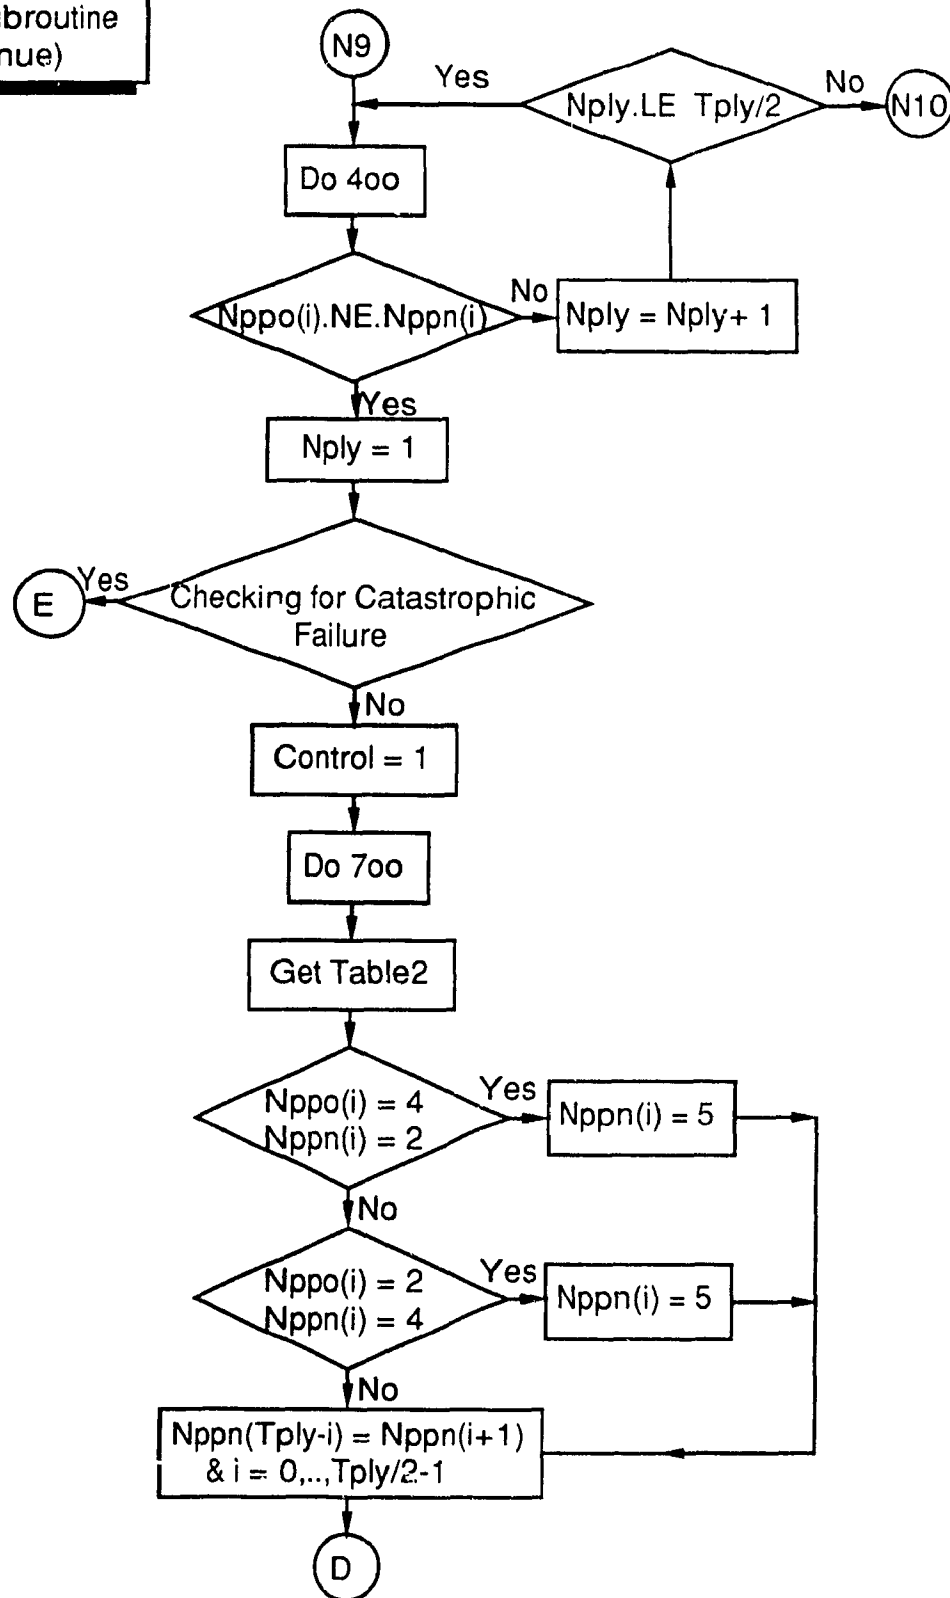 broutine
nue)
N9
Yes
Nply.LE Tply/2
No
N10
Do 4oo
Nppo(i).NE.Nppn(i)
No
Nply = Nply+ 1
Yes
Nply = 1
E
Yes
Checking for Catastrophic
Failure
No
Control = 1
Do 7oo
Get Table2
Nppo(i) = 4
Nppn(i) = 2
Yes
Nppn(i) = 5
No
Nppo(i) = 2
Nppn(i) = 4
Yes
Nppn(i) = 5
No
Nppn(Tply-i) = Nppn(i+1)
& i = 0,..,Tply/2-1
D